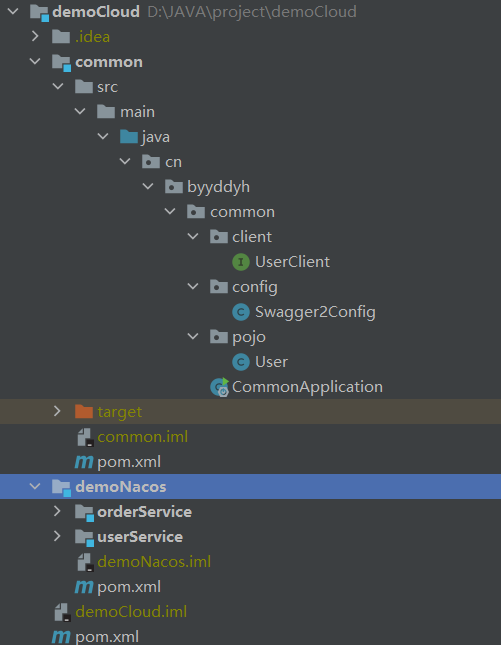 demoCloud D:\JAVA\project\demoCloud
.idea
common
src
main
java
cn
byyddyh
common
client
UserClient
config
Swagger2Config
pojo
User
CommonApplication
target
common.iml
pom.xml
demoNacos
orderService
userService
demoNacos.iml
pom.xml
demoCloud.iml
pom.xml